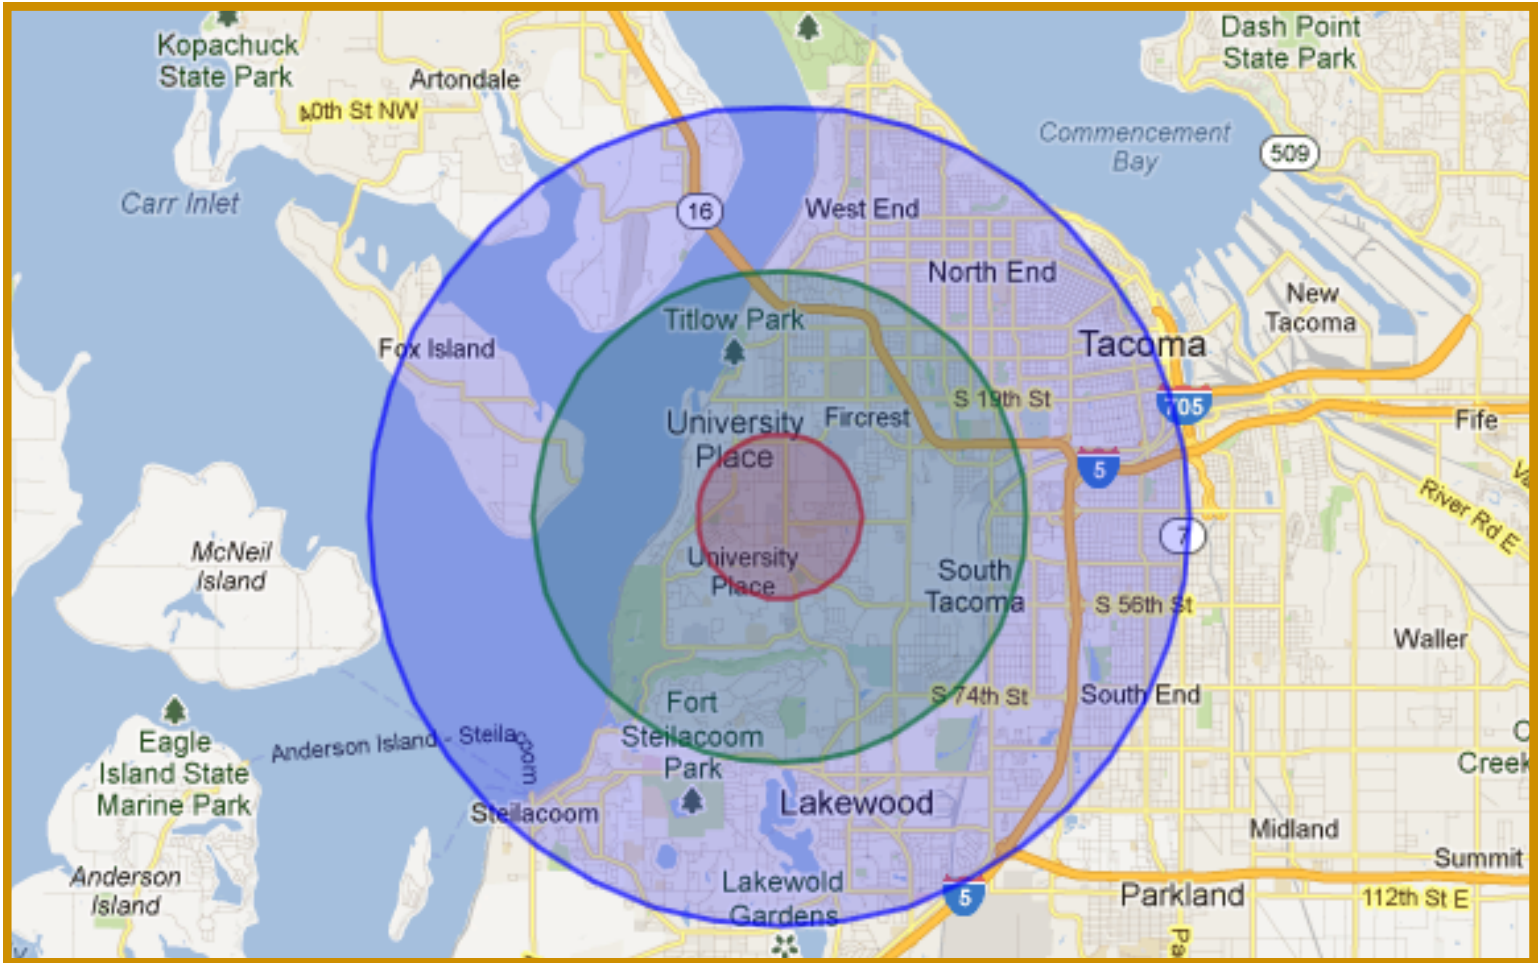 Kopachuck
State Park
Artondale
40th St NW
Dash Point
State Park
Commencement
Bay
509
Carr Inlet
16
West End
North End
New
Tacoma
Titlow Park
Tacoma
Fox Island
S 19th St
705
University
Place
Fircrest
Fife
5
River Rd E
7
McNeil
Island
University
Place
South
Tacoma
S 56th St
Waller
Fort
Steilacoom
Park
S 74th St
South End
Eagle
Island State
Marine Park
Anderson Island - Steilacoom
Creek
Steilacoom
Lakewood
Midland
Summit
Anderson
Island
Lakewold
Gardens
5
Parkland
112th St E